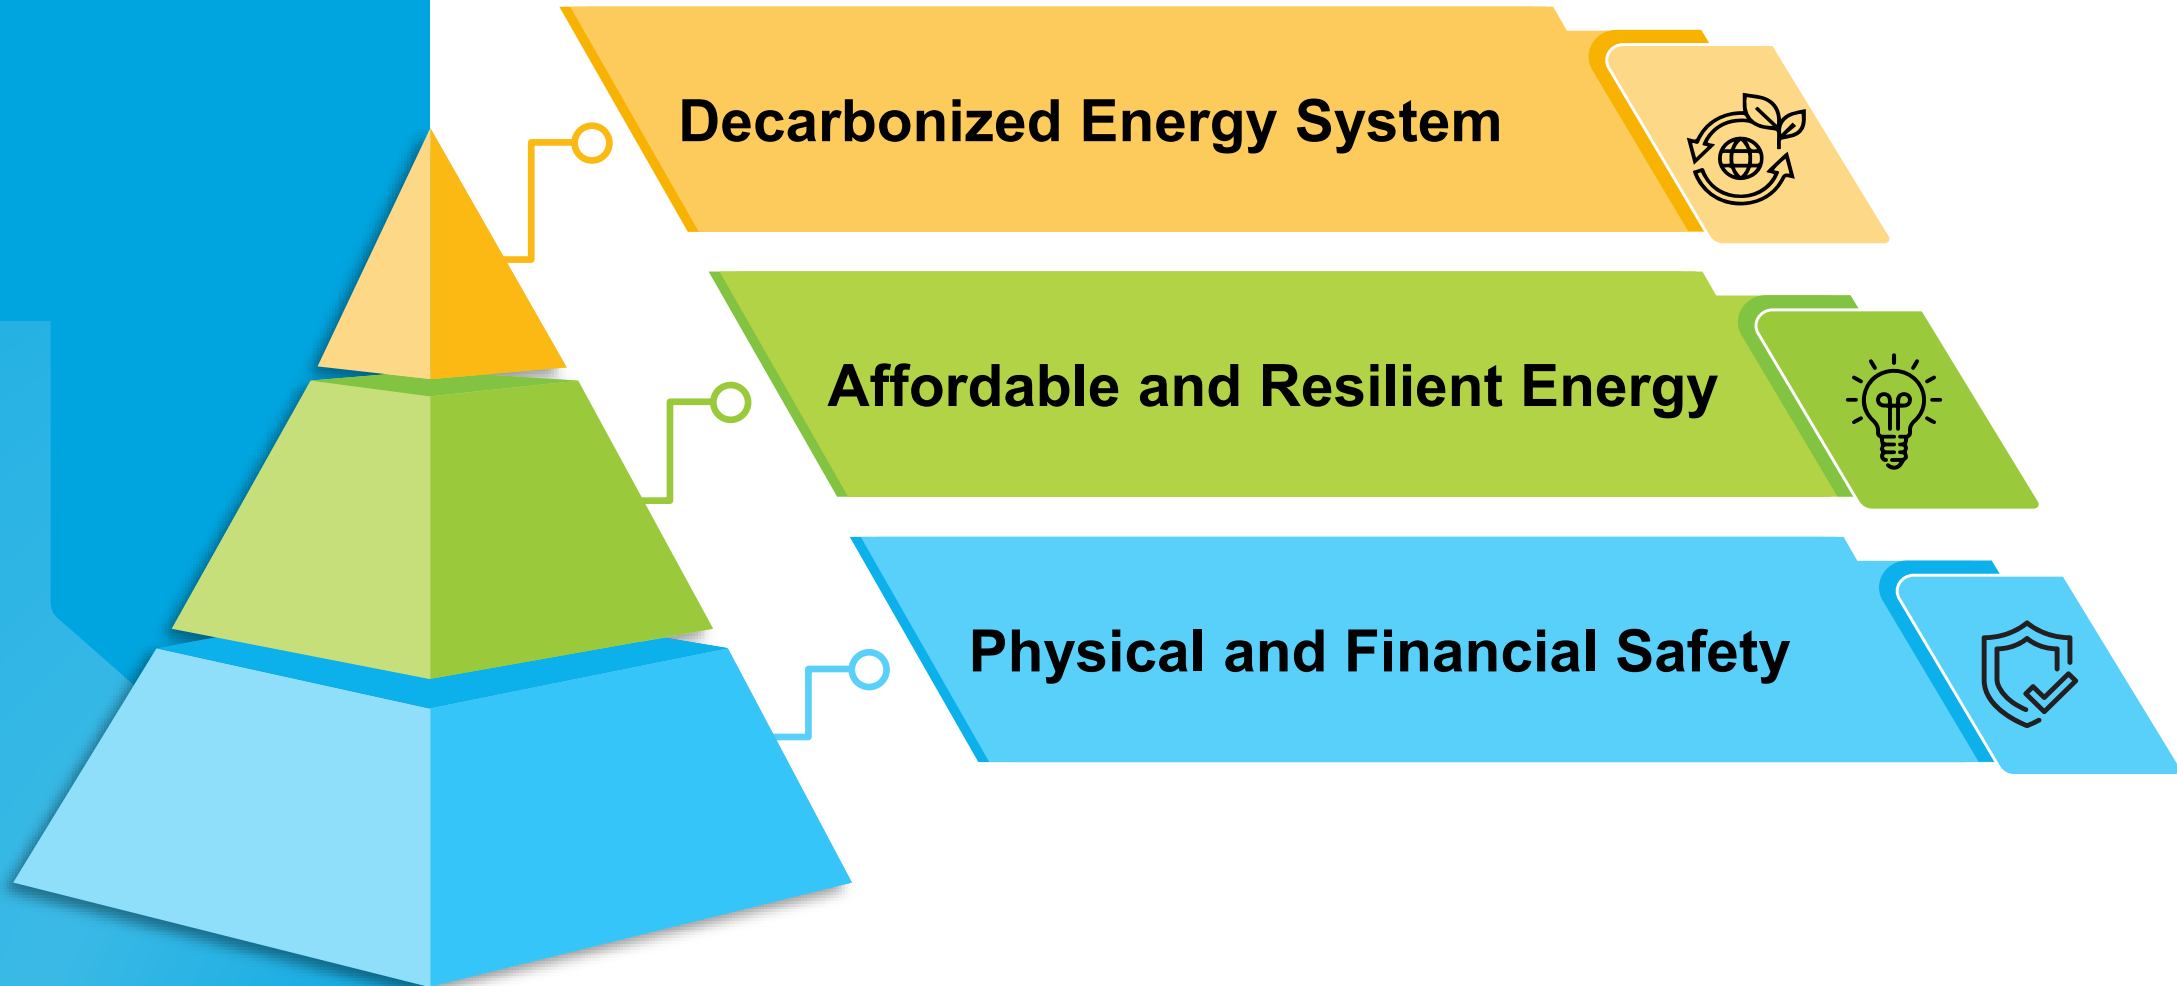 Decarbonized Energy System
Affordable and Resilient Energy
Physical and Financial Safety